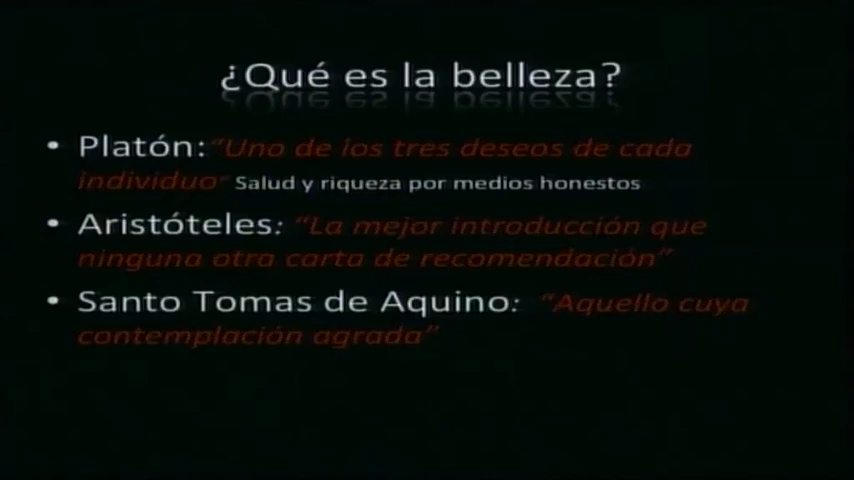 ¿Qué es la belleza?
• Platón: "Uno de los tres deseos de cada
individuo" Salud y riqueza por medios honestos
• Aristóteles: "La mejor introducción que
ninguna otra carta de recomendación"
• Santo Tomas de Aquino: "Aquello cuya
contemplación agrada"